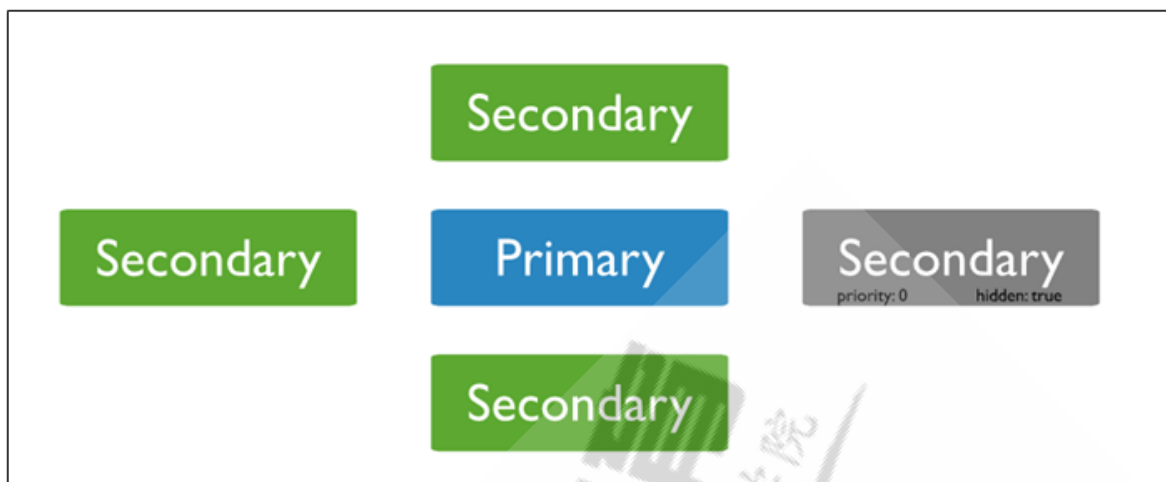 Secondary
Secondary
Primary
Secondary
priority: 0
hidden: true
Secondary